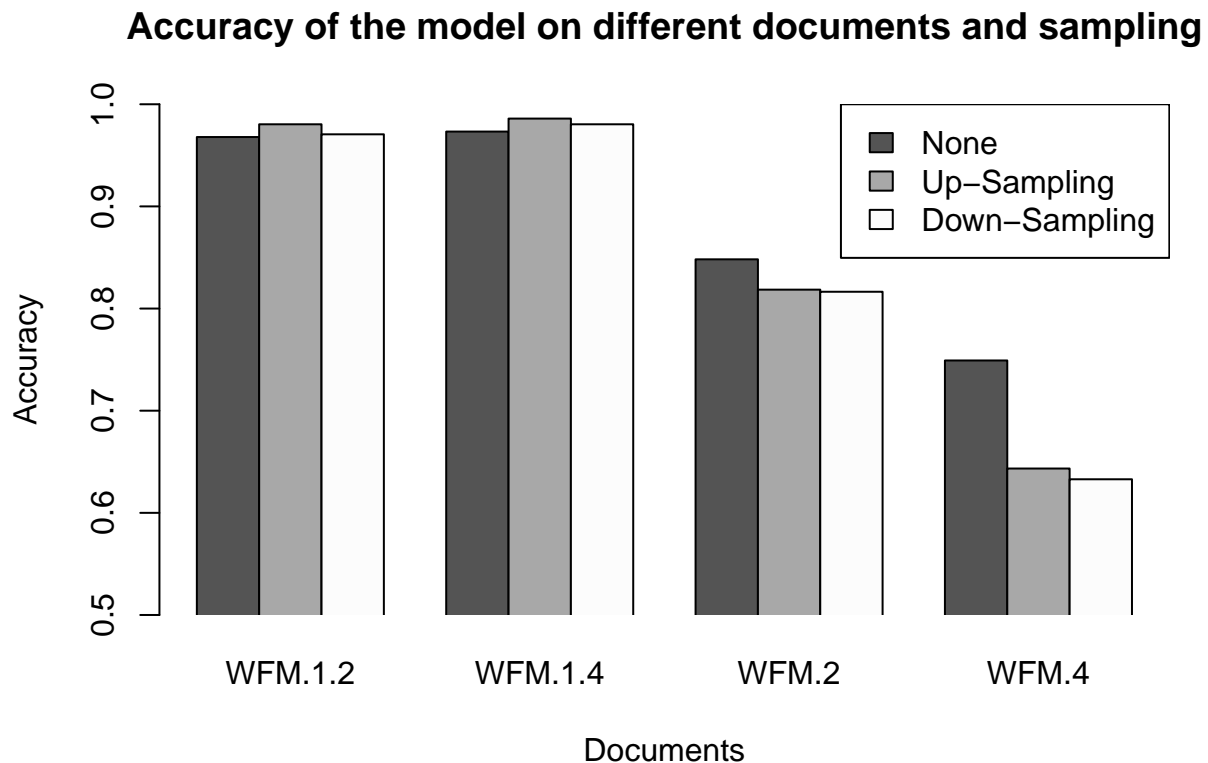 Accuracy of the model on different documents and sampling
1.0
0.9
0.8
0.7
0.6
0.5
Accuracy
None
Up−Sampling
Down−Sampling
WFM.1.2 WFM.1.4 WFM.2 WFM.4
Documents